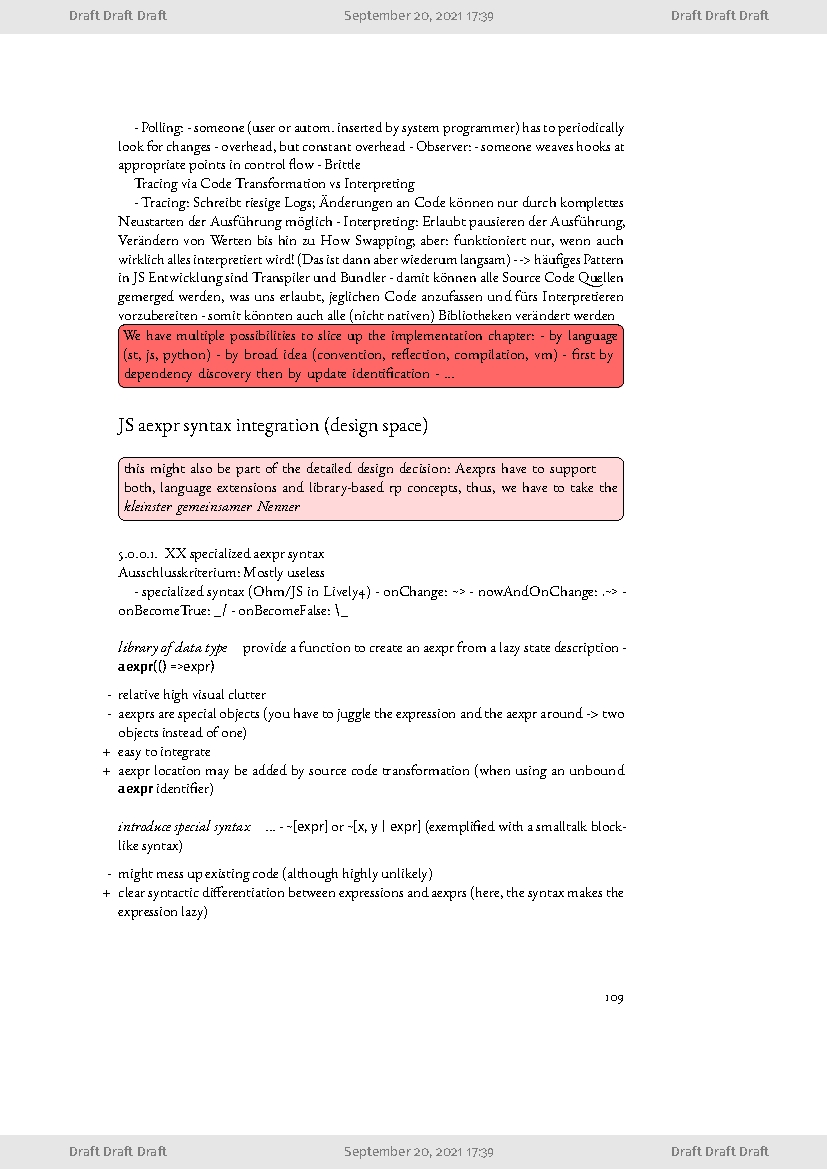 Draft Draft Draft September 20, 2021 17:39 Draft Draft Draft
- Polling: - someone (user or autom. inserted by system programmer) has to periodically
look for changes - overhead, but constant overhead - Observer: - someone weaves hooks at
appropriate points in control flow - Brittle
Tracing via Code Transformation vs Interpreting
- Tracing: Schreibt riesige Logs; Änderungen an Code können nur durch komplettes
Neustarten der Ausführung möglich - Interpreting: Erlaubt pausieren der Ausführung,
Verändern von Werten bis hin zu How Swapping; aber: funktioniert nur, wenn auch
wirklich alles interpretiert wird! (Das ist dann aber wiederum langsam) --> häufiges Pattern
in JS Entwicklung sind Transpiler und Bundler - damit können alle Source Code Quellen
gemerged werden, was uns erlaubt, jeglichen Code anzufassen und fürs Interpretieren
vorzubereiten - somit könnten auch alle (nicht nativen) Bibliotheken verändert werden
We have multiple possibilities to slice up the implementation chapter: - by language
(st, js, python) - by broad idea (convention, reflection, compilation, vm) - first by
dependency discovery then by update identification - ...
JS aexpr syntax integration (design space)
this might also be part of the detailed design decision: Aexprs have to support
both, language extensions and library-based rp concepts, thus, we have to take the
kleinster gemeinsamer Nenner
5.0.0.1. XX specialized aexpr syntax
Ausschlusskriterium: Mostly useless
- specialized syntax (Ohm/JS in Lively4) - onChange: ~> - nowAndOnChange: .~> -
onBecomeTrue: _/ - onBecomeFalse: \_
library of data type provide a function to create an aexpr from a lazy state description -
aexpr(() =>expr)
- relative high visual clutter
- aexprs are special objects (you have to juggle the expression and the aexpr around -> two
objects instead of one)
+ easy to integrate
+ aexpr location may be added by source code transformation (when using an unbound
aexpr identifier)
introduce special syntax ... - ~[expr] or ~[x, y | expr] (exemplified with a smalltalk block-
like syntax)
- might mess up existing code (although highly unlikely)
+ clear syntactic differentiation between expressions and aexprs (here, the syntax makes the
expression lazy)
109
Draft Draft Draft September 20, 2021 17:39 Draft Draft Draft